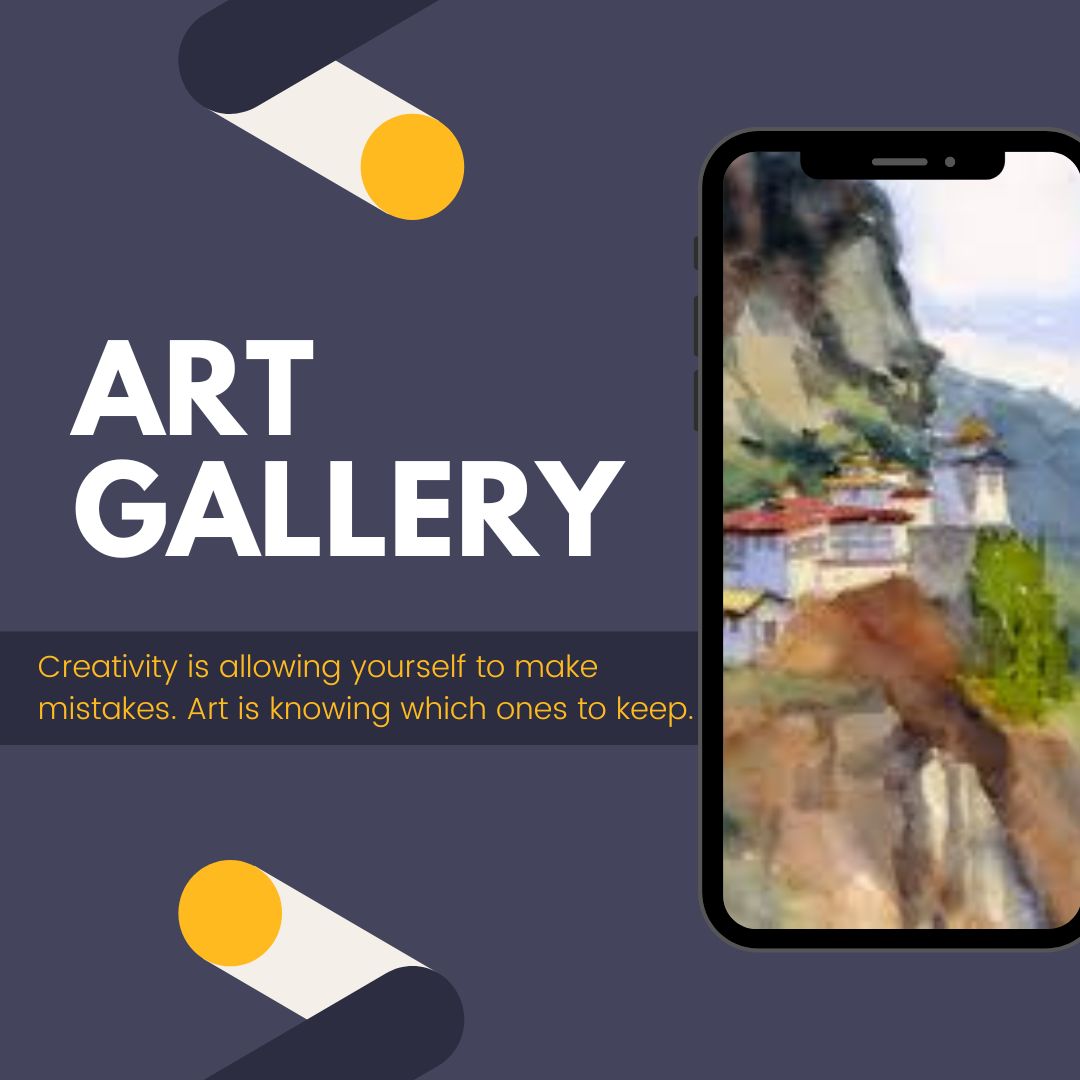 ART
GALLERY
Creativity is allowing yourself to make
mistakes. Art is knowing which ones to keep.